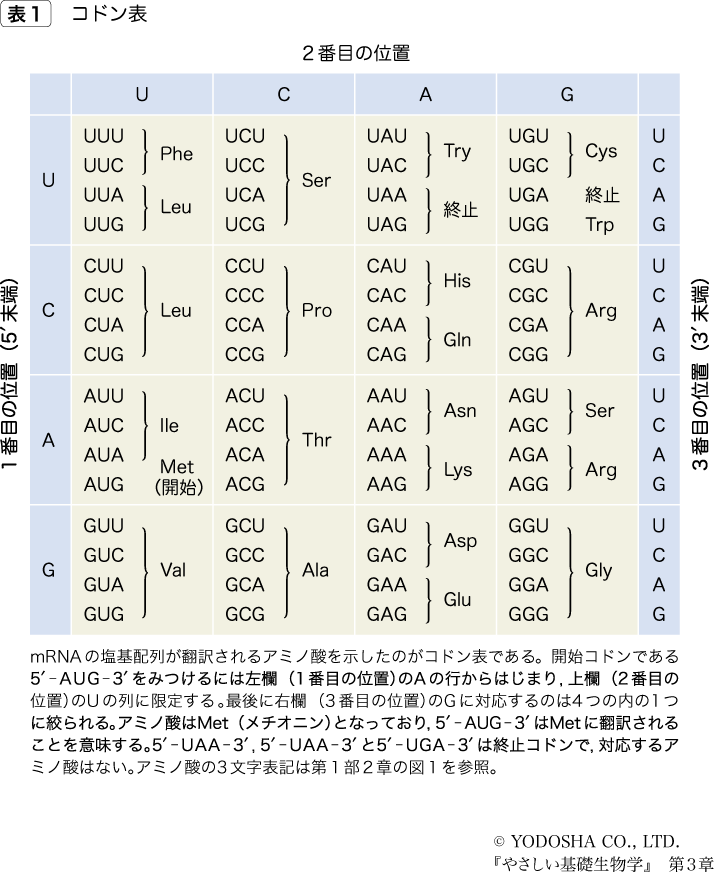 表1 コドン表
2番目の位置
U C A G
1番目の位置（5′末端）
U
UUU
UUC
Phe
UUA
UUG
Leu
UCU
UCC
UCA
UCG
Ser
UAU
UAC
Try
UAA
UAG
終止
UGU
UGC
Cys
UGA 終止
UGG Trp
U
C
A
G
C
CUU
CUC
CUA
CUG
Leu
CCU
CCC
CCA
CCG
Pro
CAU
CAC
His
CAA
CAG
Gln
CGU
CGC
CGA
CGG
Arg
U
C
A
G
A
AUU
AUC
AUA
Ile
AUG
Met
（開始）
ACU
ACC
ACA
ACG
Thr
AAU
AAC
Asn
AAA
AAG
Lys
AGU
AGC
Ser
AGA
AGG
Arg
U
C
A
G
G
GUU
GUC
GUA
GUG
Val
GCU
GCC
GCA
GCG
Ala
GAU
GAC
Asp
GAA
GAG
Glu
GGU
GGC
GGA
GGG
Gly
U
C
A
G
3番目の位置（3′末端）
mRNAの塩基配列が翻訳されるアミノ酸を示したのがコドン表である。開始コドンである
5′-AUG-3′をみつけるには左欄（1番目の位置）のAの行からはじまり，上欄（2番目の
位置）のUの列に限定する。最後に右欄（3番目の位置）のGに対応するのは4つの内の1つ
に絞られる。アミノ酸はMet（メチオニン）となっており，5′-AUG-3′はMetに翻訳される
ことを意味する。5′-UAA-3′，5′-UAA-3′と5′-UGA-3′は終止コドンで，対応するア
ミノ酸はない。アミノ酸の3文字表記は第1部2章の図1を参照。
© YODOSHA CO., LTD.
『やさしい基礎生物学』 第3章